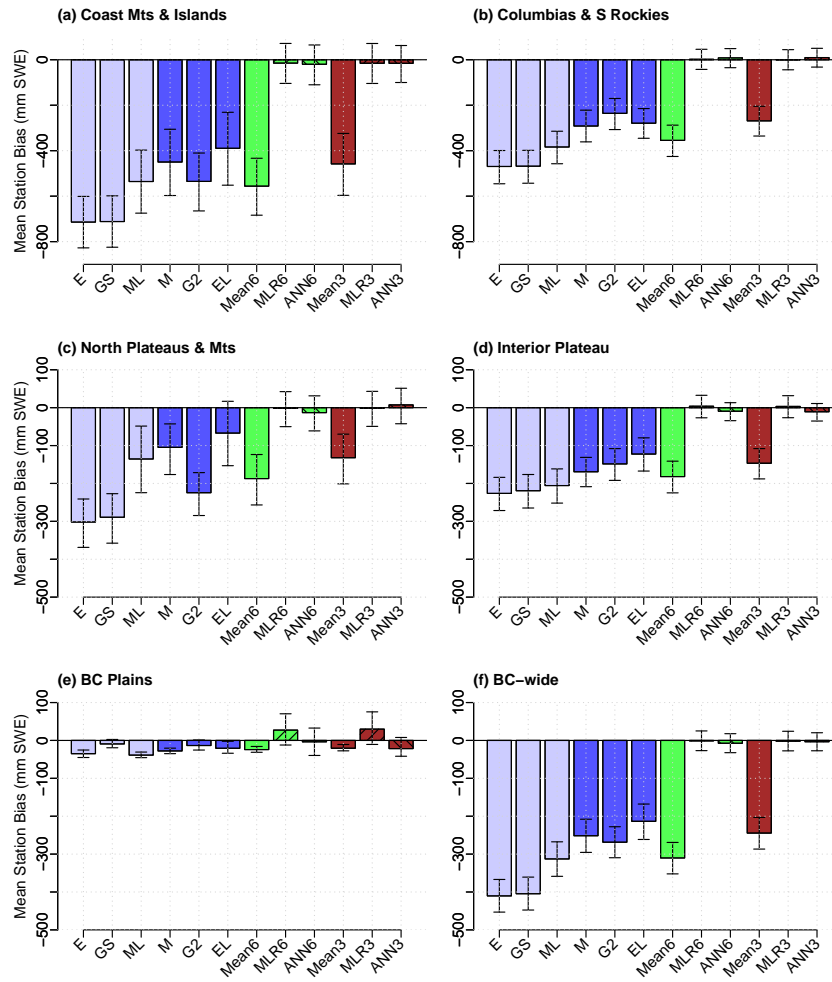 (a) Coast Mts & Islands
Mean Station Bias (mm SWE)
0
−400
−800
E GS ML M G2 EL Mean6 MLR6 ANN6 Mean3 MLR3 ANN3
(b) Columbias & S Rockies
0
−400
−800
E GS ML M G2 EL Mean6 MLR6 ANN6 Mean3 MLR3 ANN3
(c) North Plateaus & Mts
Mean Station Bias (mm SWE)
100
0
−100
−300
−500
E GS ML M G2 EL Mean6 MLR6 ANN6 Mean3 MLR3 ANN3
(d) Interior Plateau
100
0
−100
−300
−500
E GS ML M G2 EL Mean6 MLR6 ANN6 Mean3 MLR3 ANN3
(e) BC Plains
Mean Station Bias (mm SWE)
100
0
−100
−300
−500
E GS ML M G2 EL Mean6 MLR6 ANN6 Mean3 MLR3 ANN3
(f) BC−wide
100
0
−100
−300
−500
E GS ML M G2 EL Mean6 MLR6 ANN6 Mean3 MLR3 ANN3